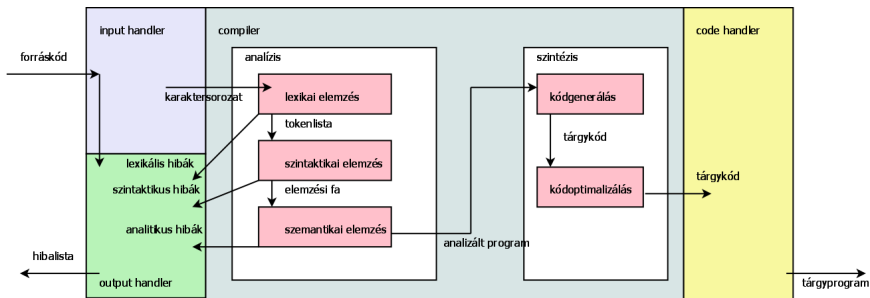 input handler
compiler
code handler
forráskód
analízis
szintézis
karaktersorozat
lexikai elemzés
kódgenerálás
tokenlista
tárgykód
lexikális hibák
szintaktikai elemzés
szintaktikus hibák
elemzési fa
kódoptimalizálás
tárgykód
analitikus hibák
szemantikai elemzés
analizált program
hibalista
output handler
tárgyprogram